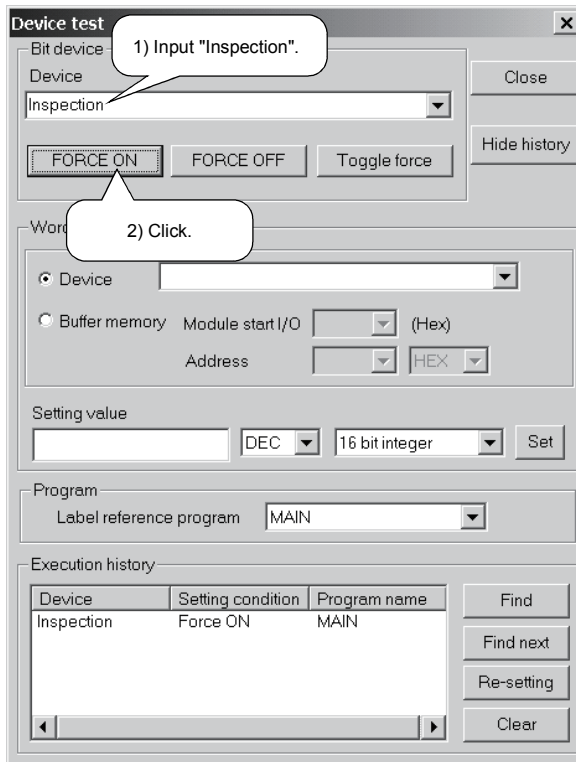 Device test
Bit device
1) Input "Inspection".
Device
Close
Inspection
Hide history
FORCE ON FORCE OFF Toggle force
2) Click.
Device
Buffer memory Module start I/O (Hex)
Address HEX
Setting value
DEC 16 bit integer Set
Program
Label reference program MAIN
Execution history
Device Setting condition Program name
Inspection Force ON MAIN
Find
Find next
Re-setting
Clear